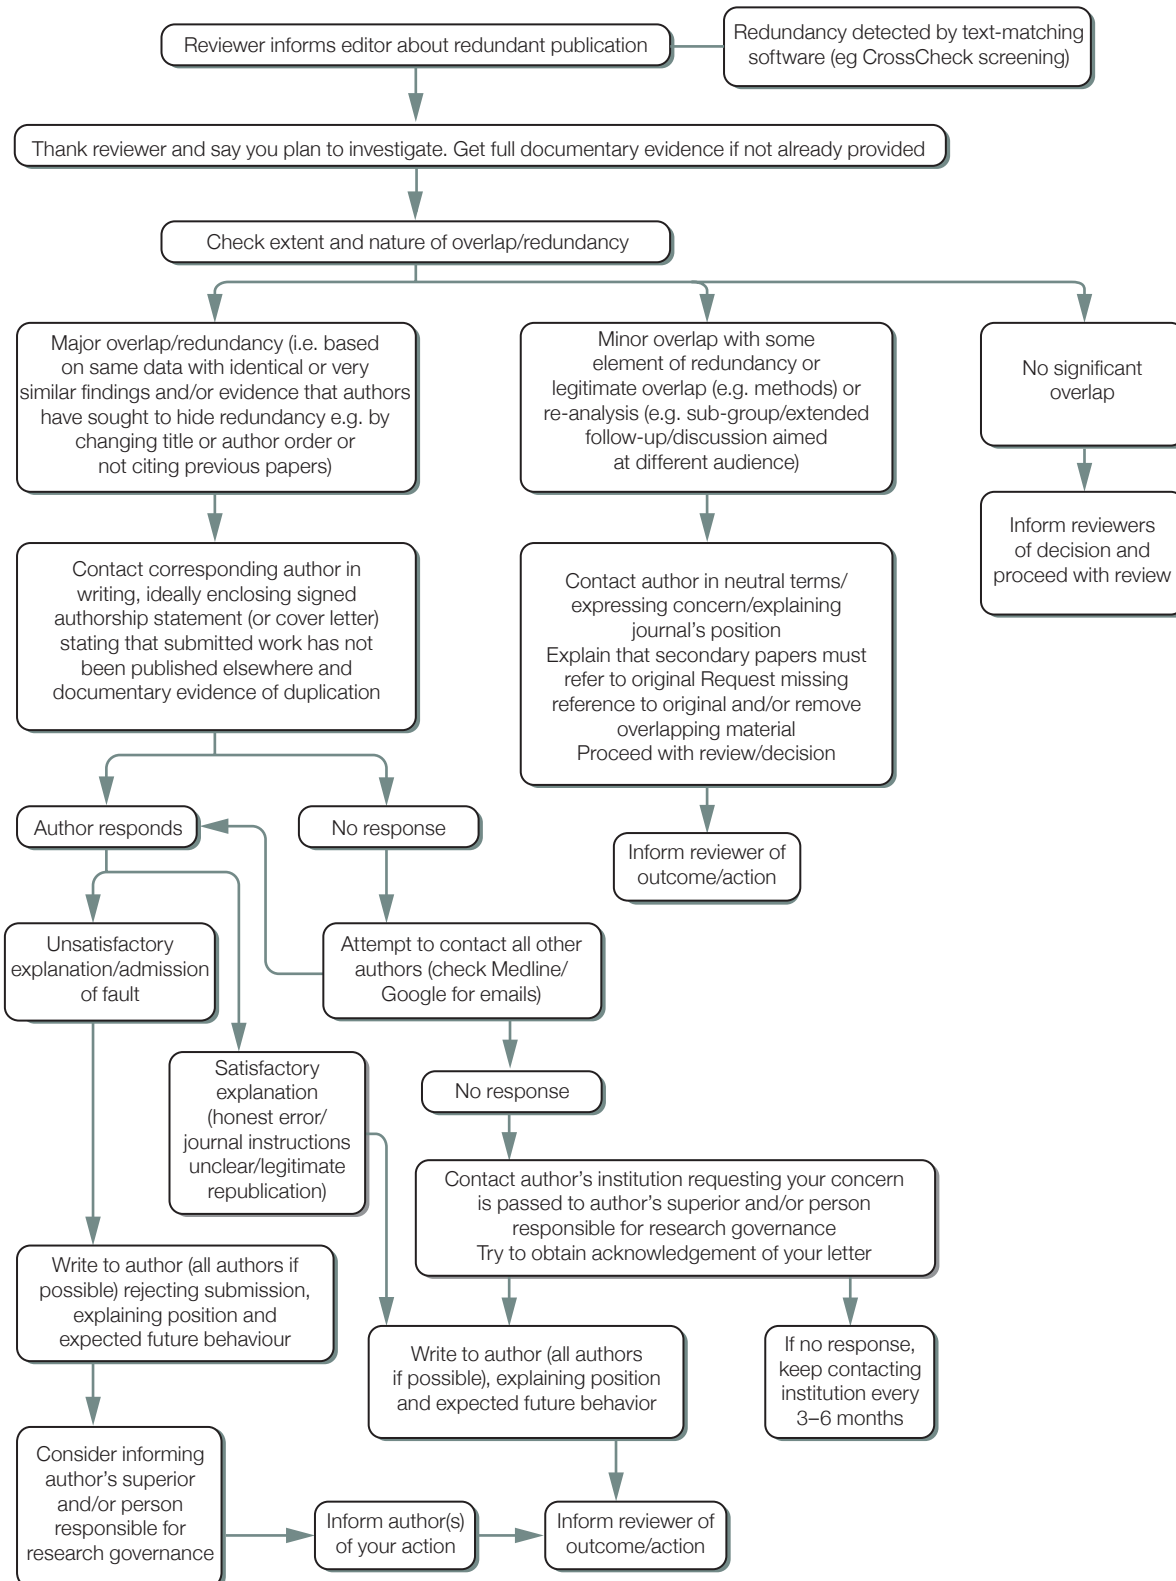 Reviewer informs editor about redundant publication
Redundancy detected by text-matching
software (eg CrossCheck screening)
Thank reviewer and say you plan to investigate. Get full documentary evidence if not already provided
Check extent and nature of overlap/redundancy
Major overlap/redundancy (i.e. based
on same data with identical or very
similar findings and/or evidence that authors
have sought to hide redundancy e.g. by
changing title or author order or
not citing previous papers)
Minor overlap with some
element of redundancy or
legitimate overlap (e.g. methods) or
re-analysis (e.g. sub-group/extended
follow-up/discussion aimed
at different audience)
No significant
overlap
Contact corresponding author in
writing, ideally enclosing signed
authorship statement (or cover letter)
stating that submitted work has not
been published elsewhere and
documentary evidence of duplication
Contact author in neutral terms/
expressing concern/explaining
journal's position
Explain that secondary papers must
refer to original Request missing
reference to original and/or remove
overlapping material
Proceed with review/decision
Inform reviewers
of decision and
proceed with review
Author responds
No response
Inform reviewer of
outcome/action
Unsatisfactory
explanation/admission
of fault
Attempt to contact all other
authors (check Medline/
Google for emails)
Satisfactory
explanation
(honest error/
journal instructions
unclear/legitimate
republication)
No response
Contact author's institution requesting your concern
is passed to author's superior and/or person
responsible for research governance
Try to obtain acknowledgement of your letter
Write to author (all authors if
possible) rejecting submission,
explaining position and
expected future behaviour
Write to author (all authors
if possible), explaining position
and expected future behavior
If no response,
keep contacting
institution every
3–6 months
Consider informing
author's superior
and/or person
responsible for
research governance
Inform author(s)
of your action
Inform reviewer of
outcome/action